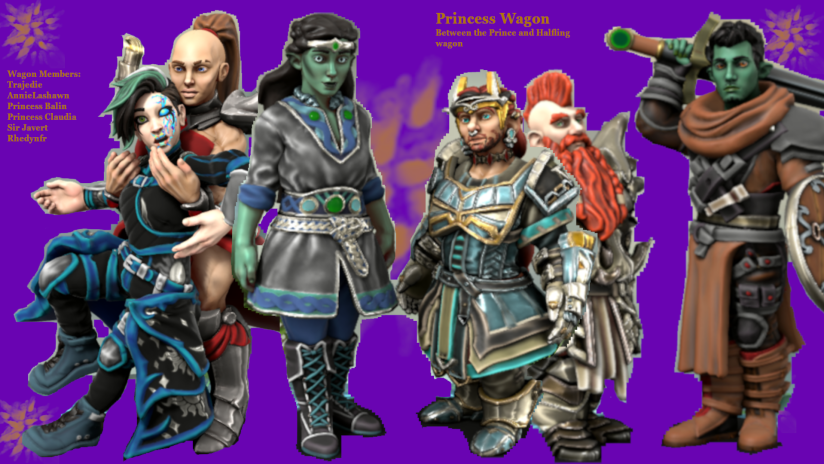 Princess Wagon
Between the Prince and Halfling
wagon
Wagon Members:
Trajedie
AnnieLashawn
Princess Balin
Princess Claudia
Sir Javert
Rhedynfr